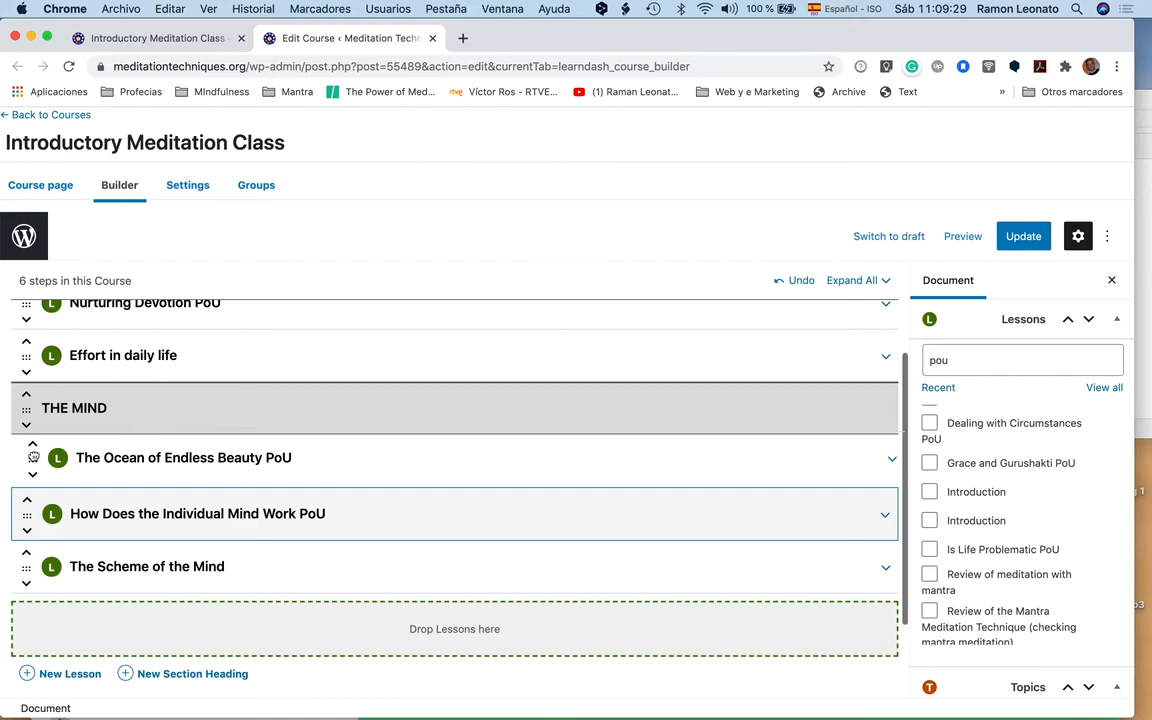 Chrome Archivo Editar Ver Historial Marcadores Usuarios Pestaña Ventana Ayuda 100 % Español - ISO Sáb 11:09:29 Ramon Leonato
Introductory Meditation Class Edit Course ‹ Meditation Techn
meditationtechniques.org/wp-admin/post.php?post=55489&action=edit&currentTab=learndash_course_builder
Aplicaciones Profecias MIndfulness Mantra The Power of Med... Víctor Ros - RTVE... (1) Raman Leonat... Web y e Marketing Archive Text » Otros marcadores
← Back to Courses
Introductory Meditation Class
Course page Builder Settings Groups
Switch to draft Preview Update
6 steps in this Course Undo Expand All Document
L Nurturing Devotion PoU
L Lessons
L Effort in daily life
pou
Recent View all
THE MIND
Dealing with Circumstances
PoU
L The Ocean of Endless Beauty PoU
Grace and Gurushakti PoU
Introduction
L How Does the Individual Mind Work PoU
Introduction
Is Life Problematic PoU
L The Scheme of the Mind
Review of meditation with
mantra
Review of the Mantra
Meditation Technique (checking
mantra meditation)
Drop Lessons here
New Lesson New Section Heading
T Topics
Document